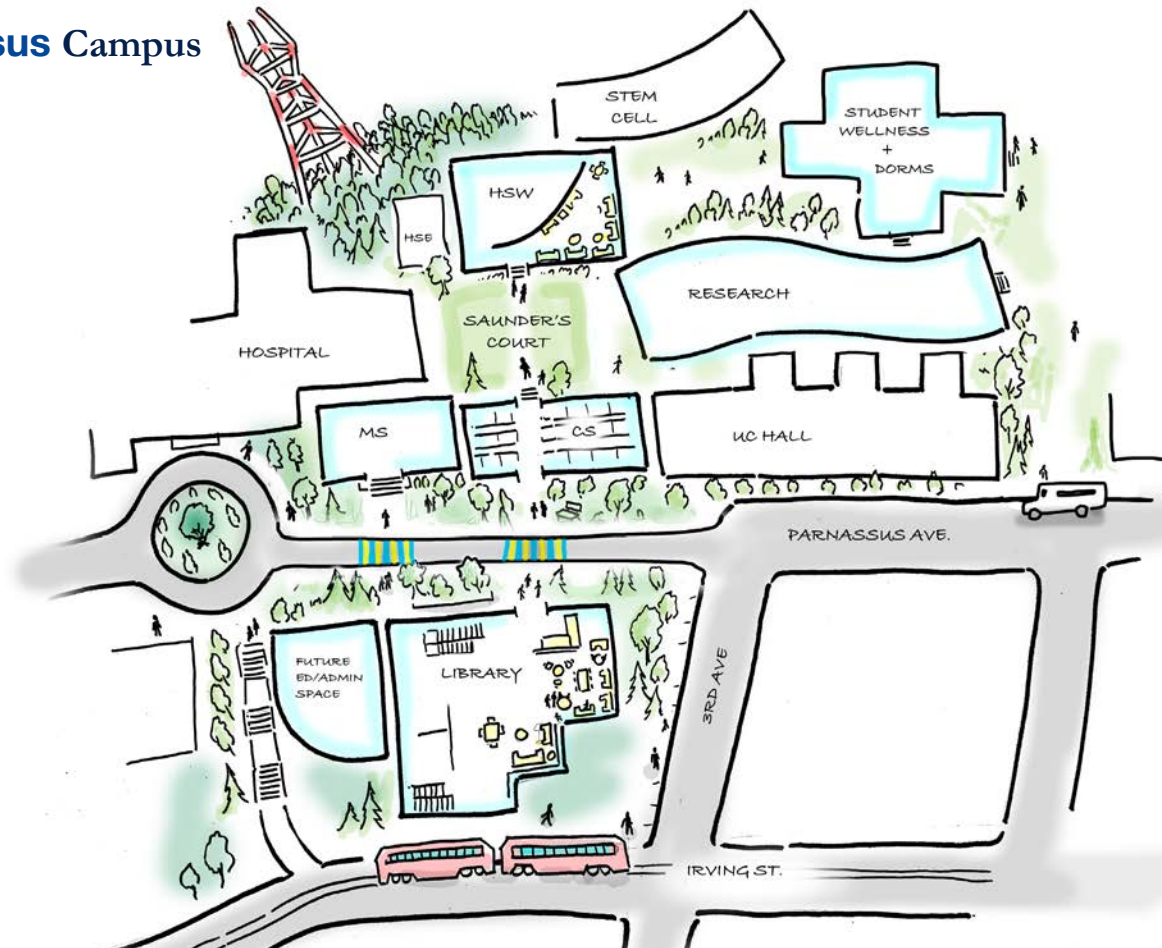 sus Campus
STEM
CELL
STUDENT
WELLNESS
+
DORMS
HSW
HSE
RESEARCH
SAUNDER'S
COURT
HOSPITAL
MS
CS
UC HALL
PARNASSUS AVE.
FUTURE
ED/ADMIN
SPACE
LIBRARY
3RD AVE
IRVING ST.